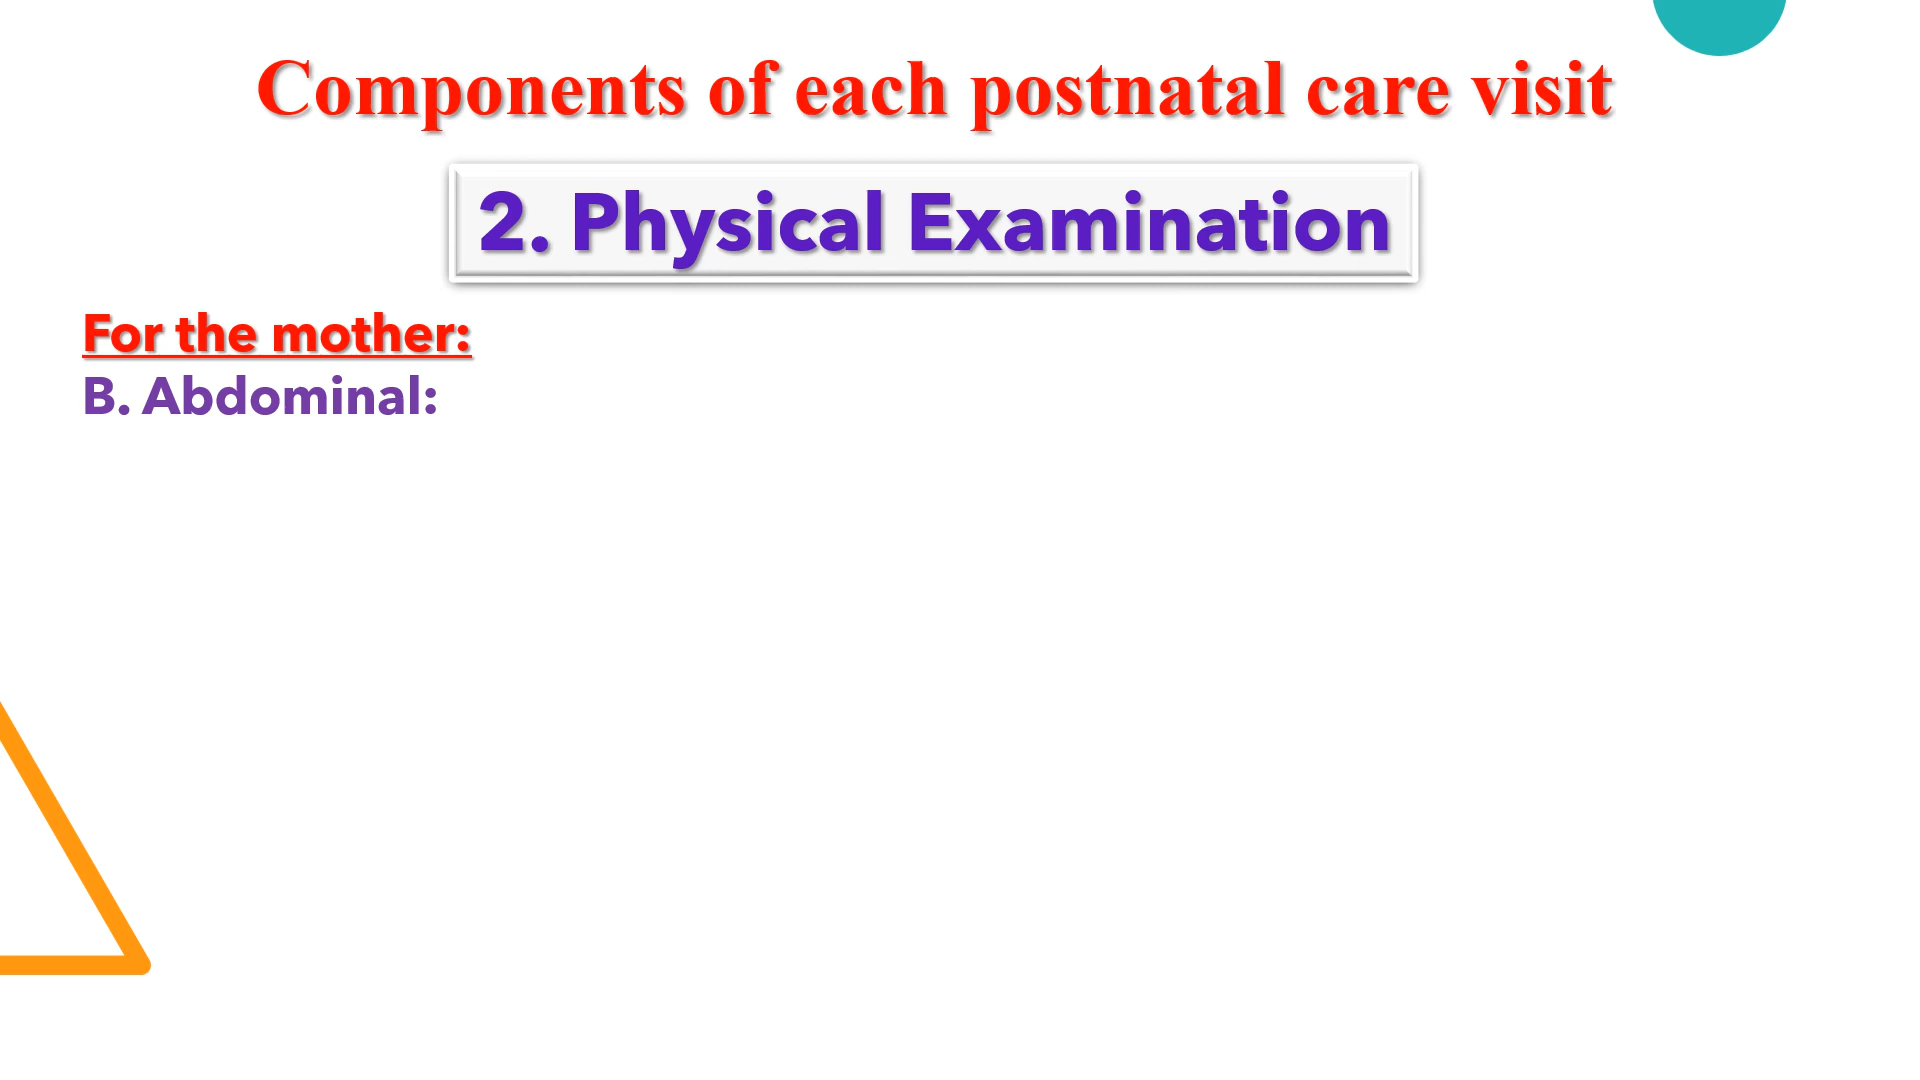 Components of each postnatal care visit
2. Physical Examination
For the mother:
B. Abdominal: